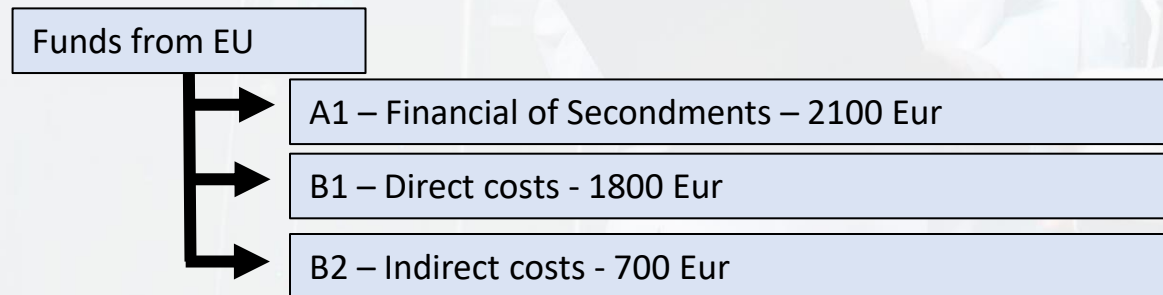 Funds from EU
A1 – Financial of Secondments – 2100 Eur
B1 – Direct costs - 1800 Eur
B2 – Indirect costs - 700 Eur